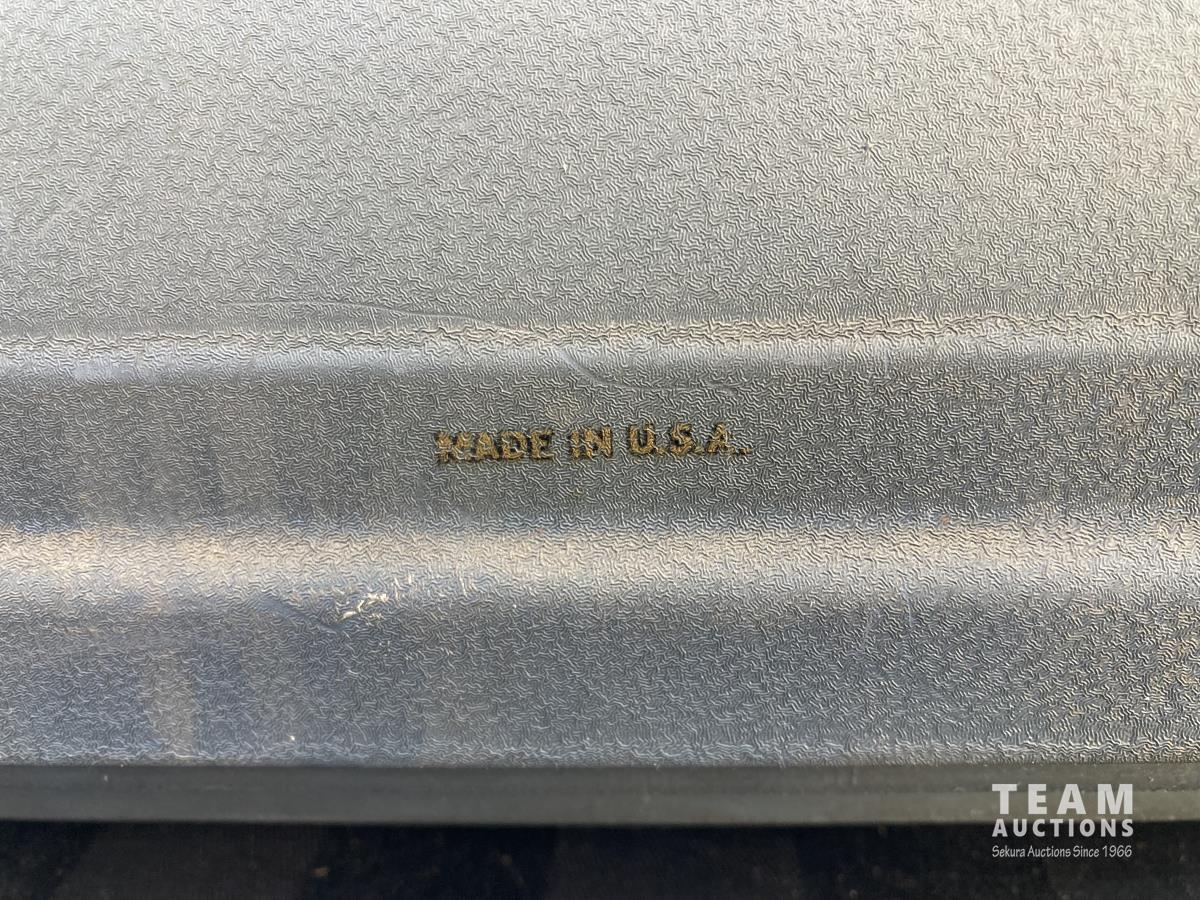 MADE IN U.S.A.
TEAM
AUCTIONS
Sekura Auctions Since 1966